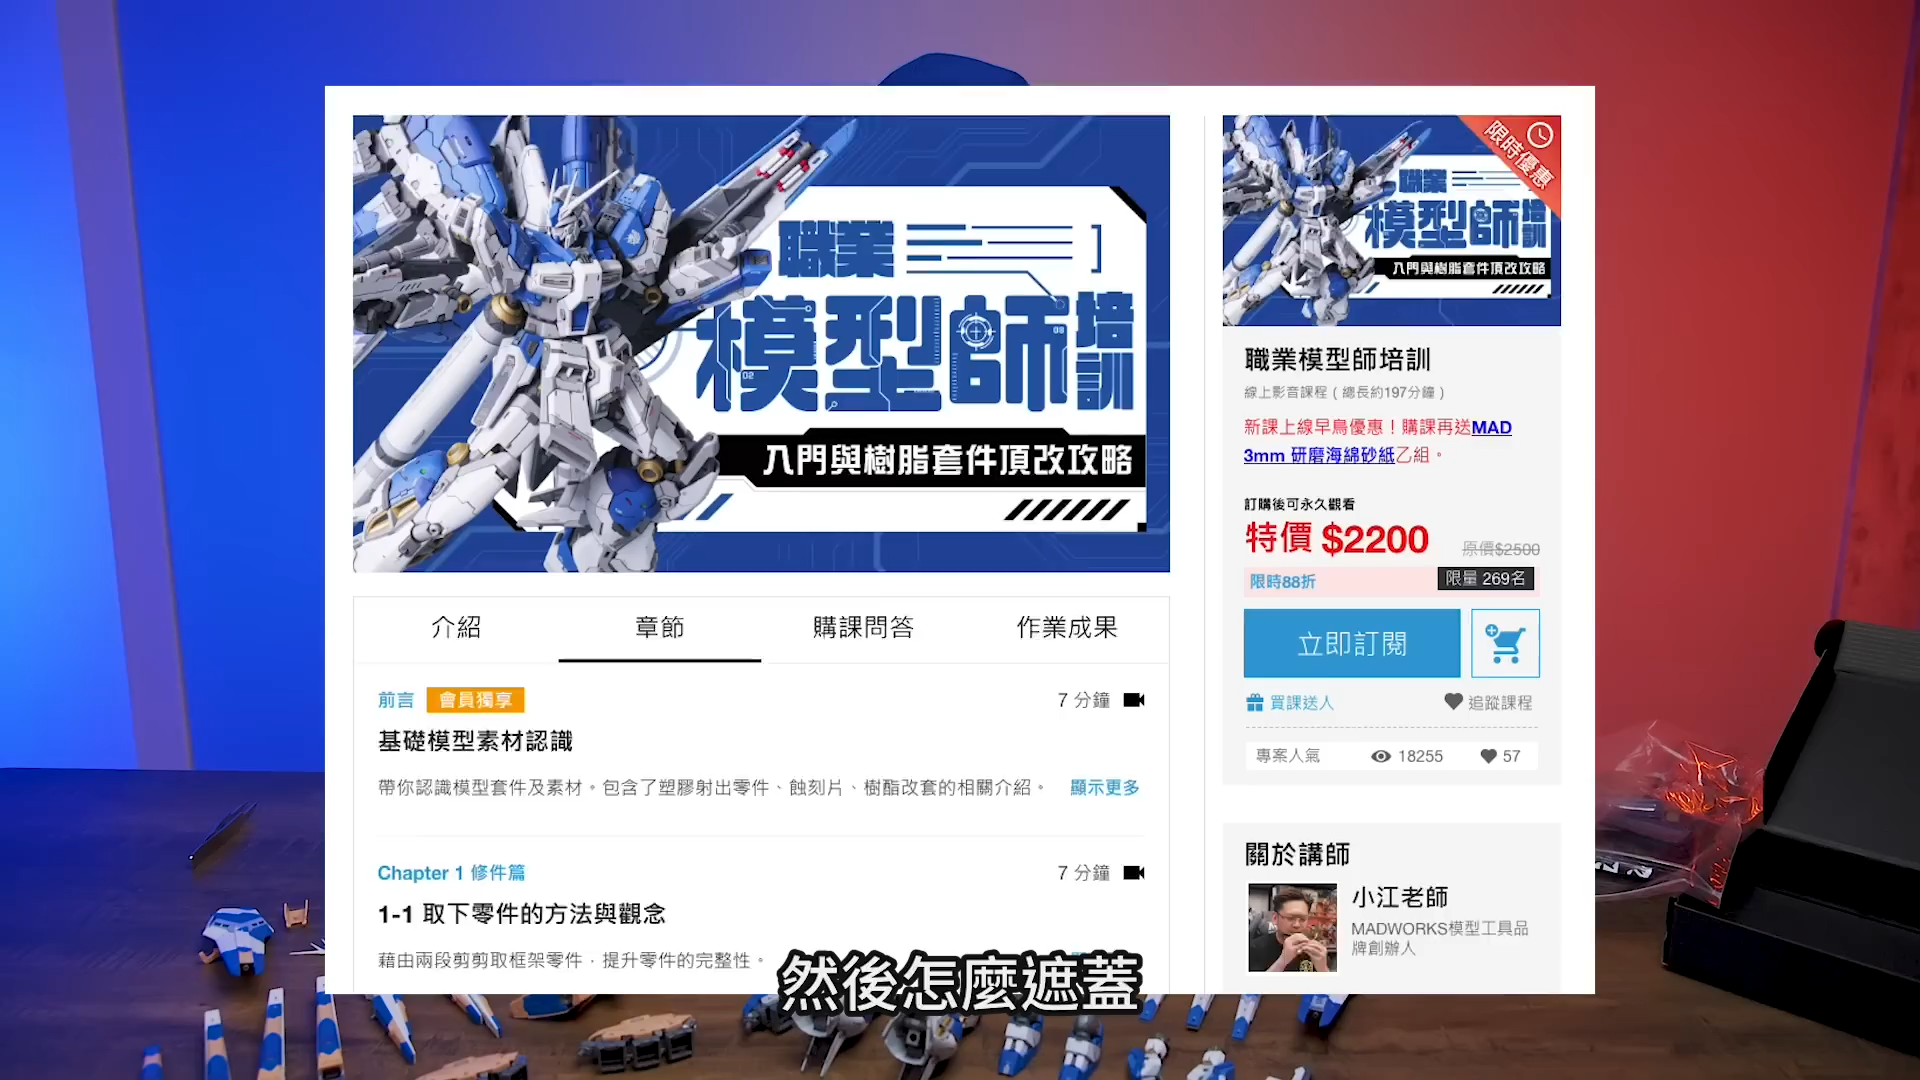 職業
模型師培訓
入門與樹脂套件頂改攻略
介紹
章節
購課問答
作業成果
前言
會員獨享
7 分鐘
基礎模型素材認識
帶你認識模型套件及素材。包含了塑膠射出零件、蝕刻片、樹酯改套的相關介紹。
顯示更多
Chapter 1 修件篇
7 分鐘
1-1 取下零件的方法與觀念
藉由兩段剪剪取框架零件，提升零件的完整性。
限時優惠
職業
模型師培訓
入門與樹脂套件頂改攻略
職業模型師培訓
線上影音課程 ( 總長約197分鐘 )
新課上線早鳥優惠！購課再送MAD
3mm 研磨海綿砂紙乙組。
訂購後可永久觀看
特價 $2200
原價$2500
限時88折
限量 269名
立即訂閱
買課送人
追蹤課程
專案人氣
18255
57
關於講師
小江老師
MADWORKS模型工具品
牌創辦人
然後怎麼遮蓋